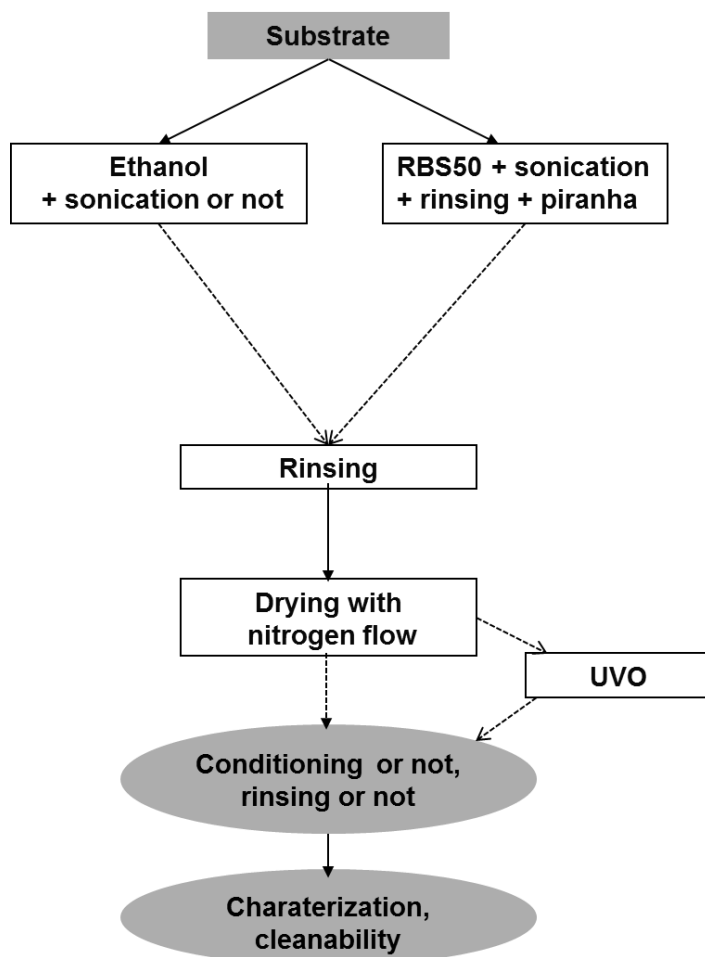 Substrate
Ethanol
+ sonication or not
RBS50 + sonication
+ rinsing + piranha
Rinsing
Drying with
nitrogen flow
UVO
Conditioning or not,
rinsing or not
Charaterization,
cleanability